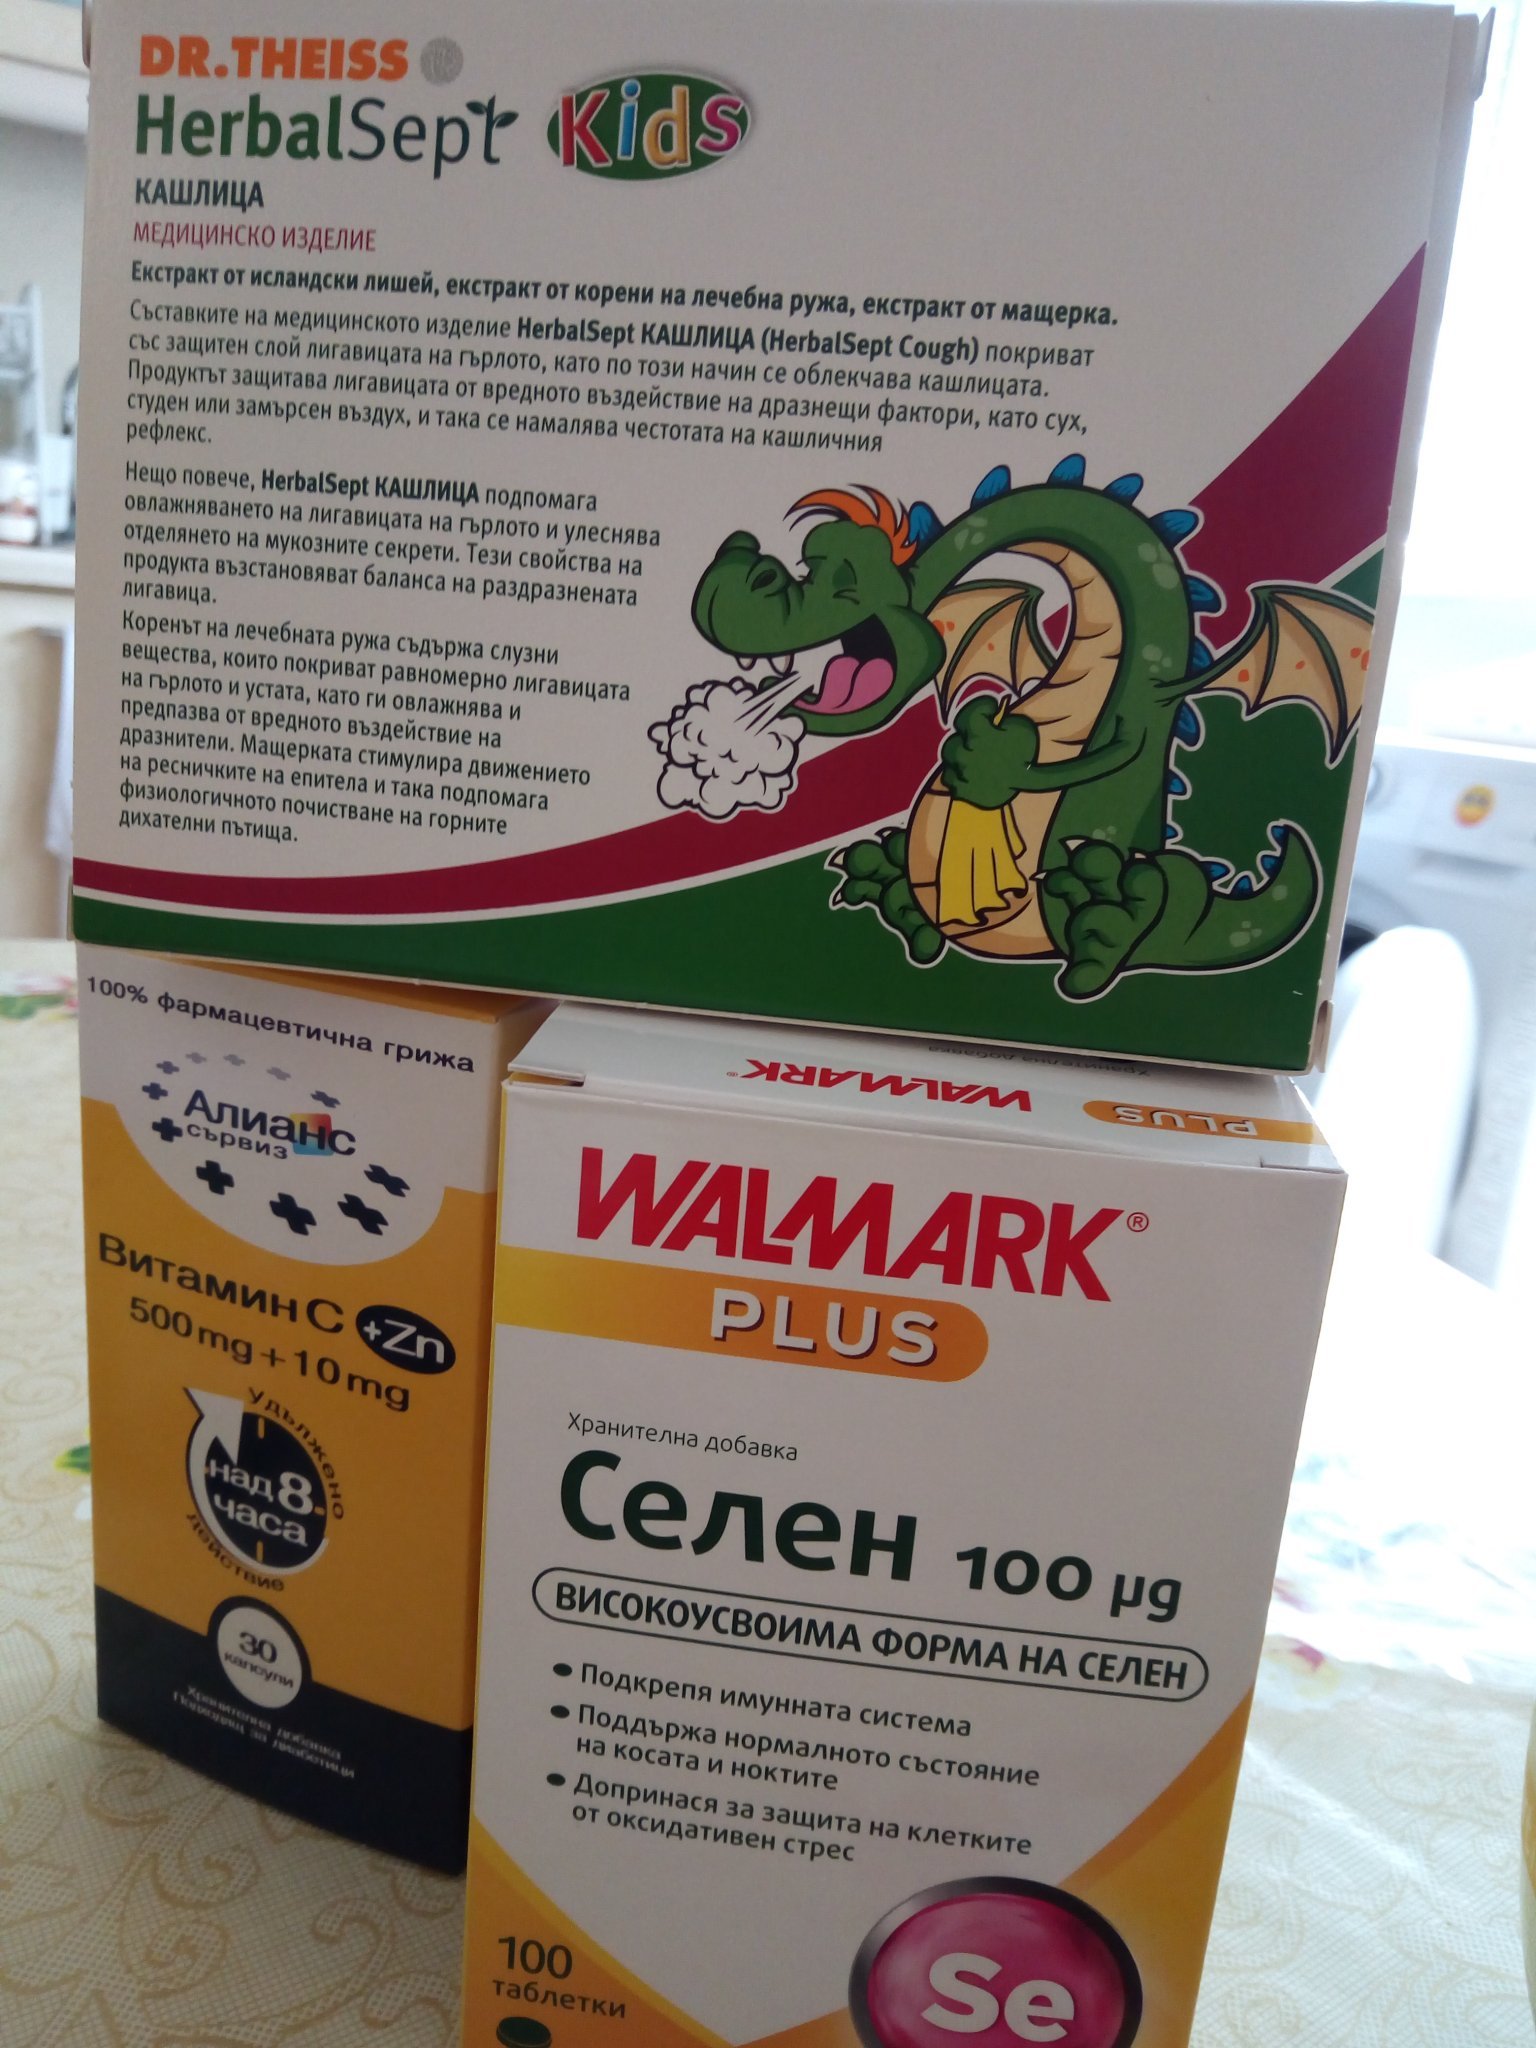 DR.THEISS
HerbalSept Kids
КАШЛИЦА
МЕДИЦИНСКО ИЗДЕЛИЕ
Екстракт от исландски лишей, екстракт от корени на лечебна ружа, екстракт от мащерка.
Съставките на медицинското изделие HerbalSept КАШЛИЦА (HerbalSept Cough) покриват
със защитен слой лигавицата на гърлото, като по този начин се облекчава кашлицата.
Продуктът защитава лигавицата от вредното въздействие на дразнещи фактори, като сух,
студен или замърсен въздух, и така се намалява честотата на кашличния
рефлекс.
Нещо повече, HerbalSept КАШЛИЦА подпомага
овлажняването на лигавицата на гърлото и улеснява
отделянето на мукозните секрети. Тези свойства на
продукта възстановяват баланса на раздразнената
лигавица.
Коренът на лечебната ружа съдържа слузни
вещества, които покриват равномерно лигавицата
на гърлото и устата, като ги овлажнява и
предпазва от вредното въздействие на
дразнители. Мащерката стимулира движението
на ресничките на епитела и така подпомага
физиологичното почистване на горните
дихателни пътища.
100% фармацевтична грижа
Алианс
сървиз
Витамин С +Zn
500 mg + 10 mg
удължено
над 8
часа
действие
30
капсули
Хранителна добавка
Подходящ за диабетици
Хранителна добавка
WALMARK®
PLUS
WALMARK®
PLUS
Хранителна добавка
Селен 100 µg
ВИСОКОУСВОИМА ФОРМА НА СЕЛЕН
• Подкрепя имунната система
• Поддържа нормалното състояние
на косата и ноктите
• Допринася за защита на клетките
от оксидативен стрес
100
таблетки
Se